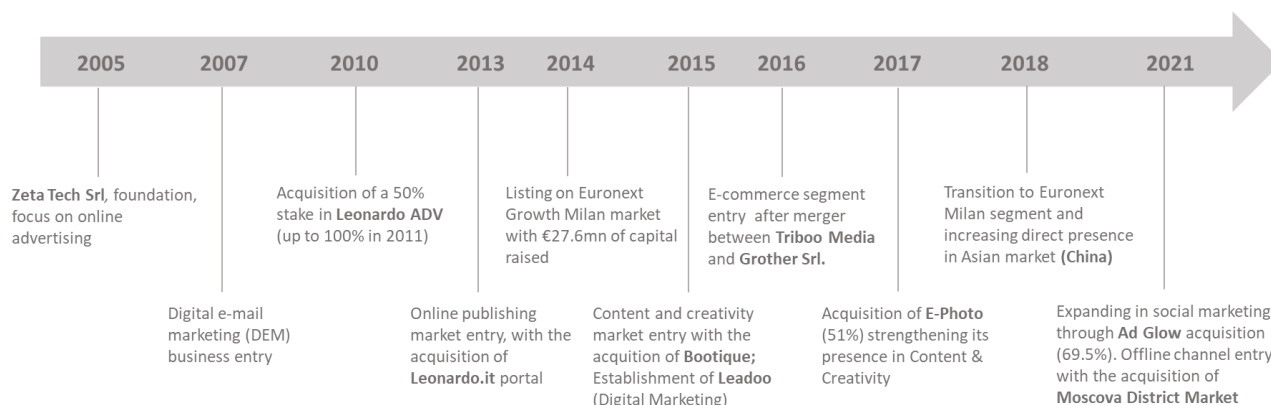 2005 2007 2010 2013 2014 2015 2016 2017 2018 2021
Zeta Tech Srl, foundation,
focus on online
advertising
Digital e-mail
marketing (DEM)
business entry
Acquisition of a 50%
stake in Leonardo ADV
(up to 100% in 2011)
Online publishing
market entry, with the
acquisition of
Leonardo.it portal
Listing on Euronext
Growth Milan market
with €27.6mn of capital
raised
Content and creativity
market entry with the
acquition of Bootique;
Establishment of Leadoo
(Digital Marketing)
E-commerce segment
entry after merger
between Triboo Media
and Grother Srl.
Acquisition of E-Photo
(51%) strengthening its
presence in Content &
Creativity
Transition to Euronext
Milan segment and
increasing direct presence
in Asian market (China)
Expanding in social marketing
through Ad Glow acquisition
(69.5%). Offline channel entry
with the acquisition of
Moscova District Market